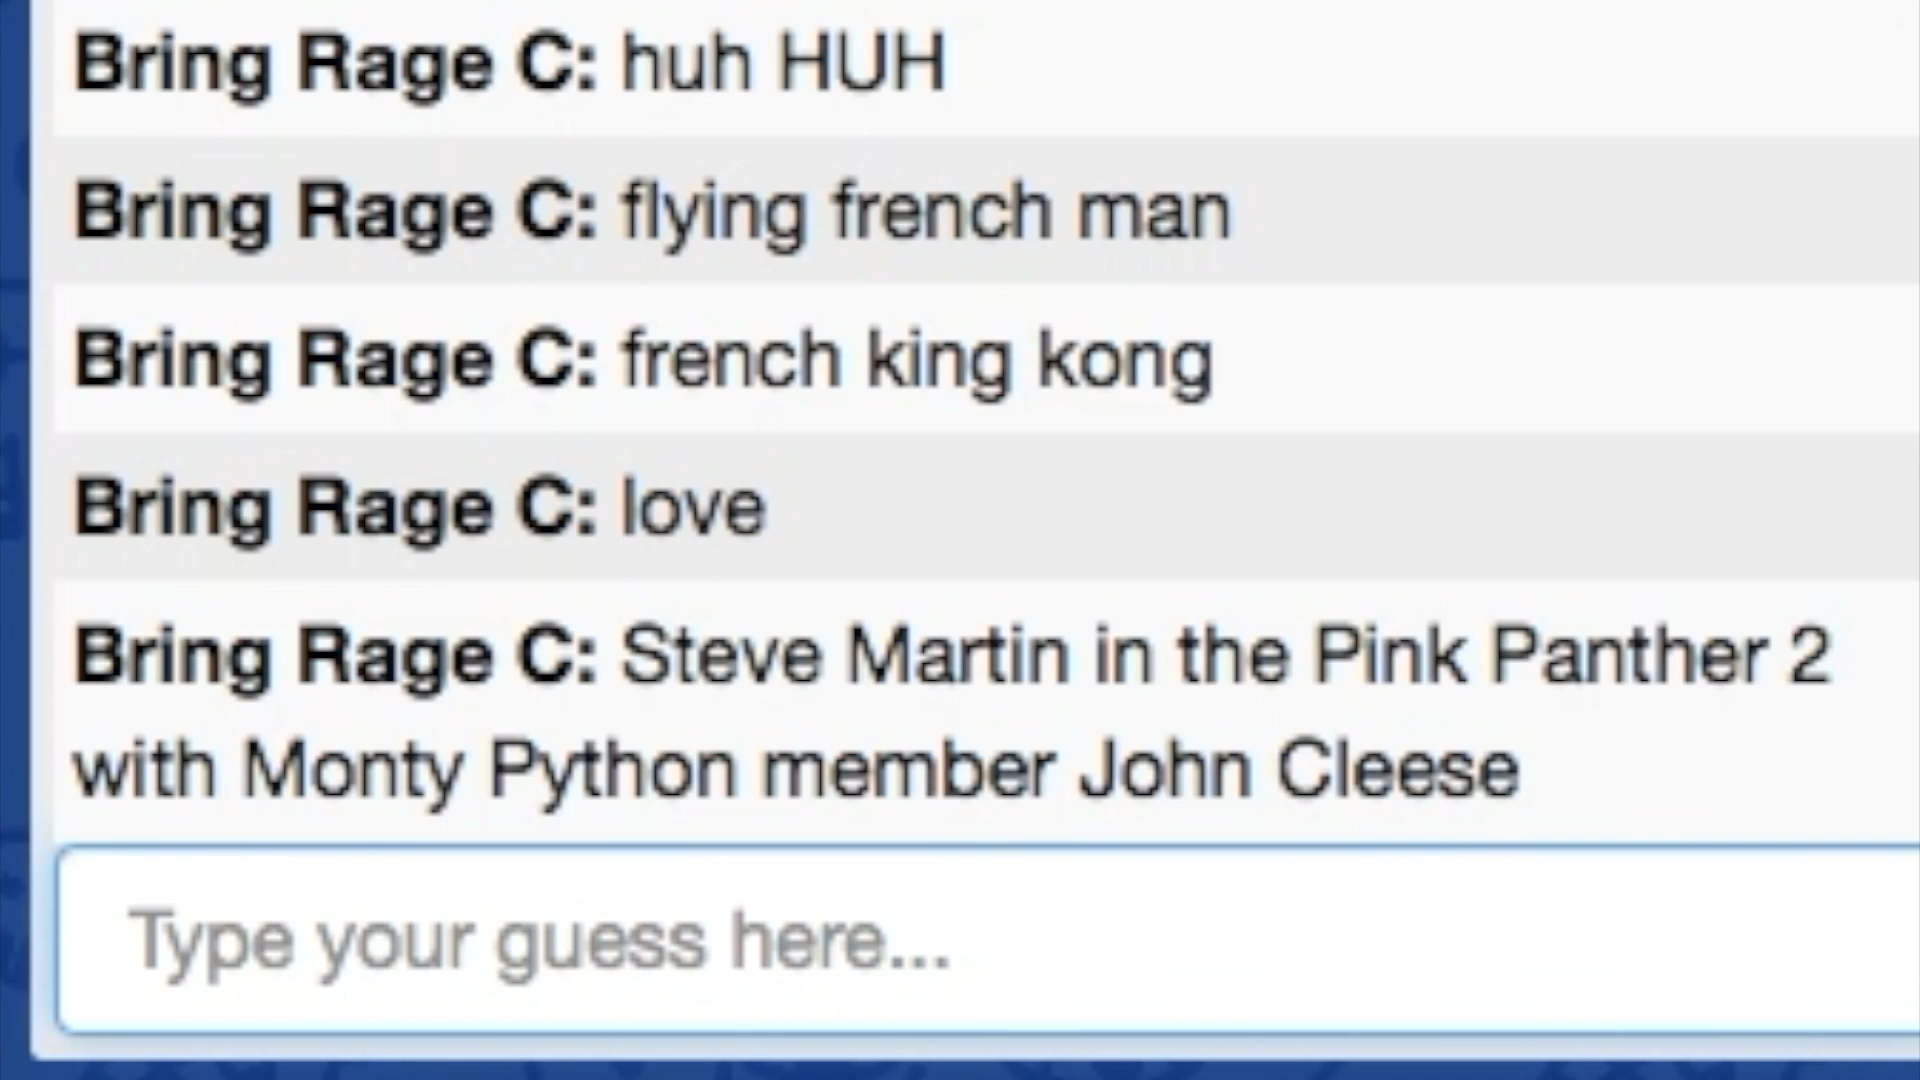 Bring Rage C: huh HUH
Bring Rage C: flying french man
Bring Rage C: french king kong
Bring Rage C: love
Bring Rage C: Steve Martin in the Pink Panther 2
with Monty Python member John Cleese
Type your guess here...